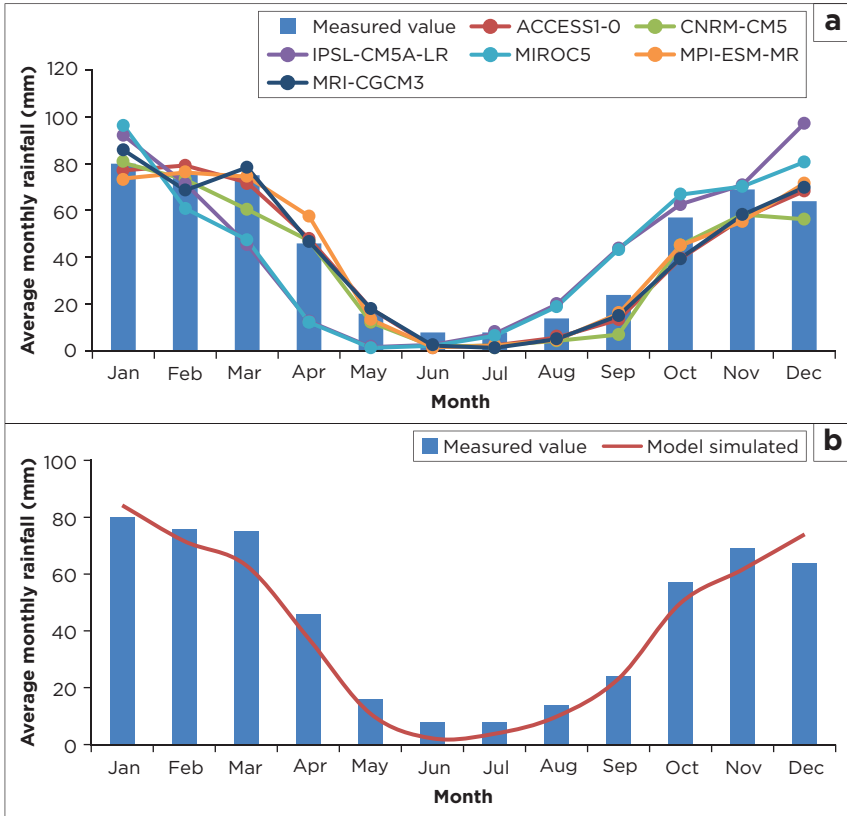 Measured value ACCESS1-0 CNRM-CM5 a
IPSL-CM5A-LR MIROC5 MPI-ESM-MR
MRI-CGCM3
Average monthly rainfall (mm)
120
100
80
60
40
20
0
Jan Feb Mar Apr May Jun Jul Aug Sep Oct Nov Dec
Month
Measured value Model simulated b
Average monthly rainfall (mm)
100
80
60
40
20
0
Jan Feb Mar Apr May Jun Jul Aug Sep Oct Nov Dec
Month